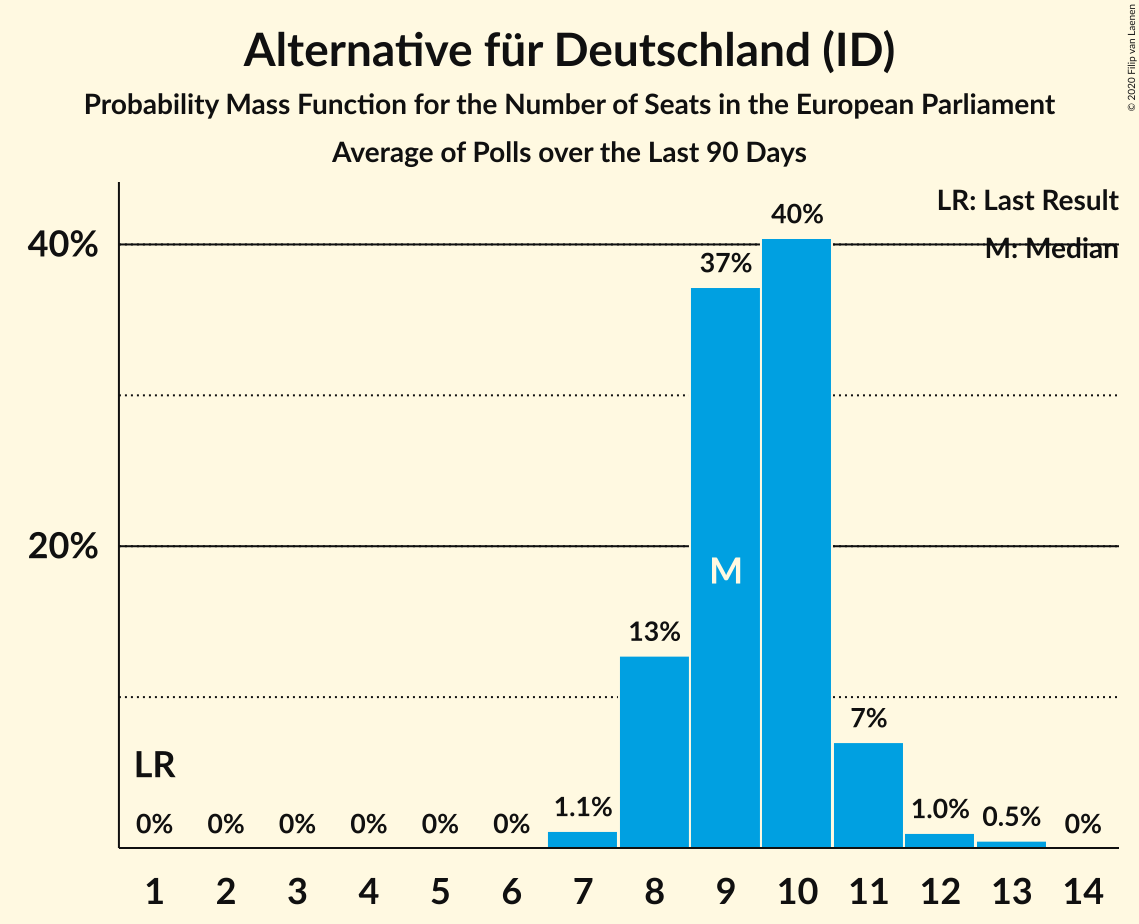 Alternative für Deutschland (ID)
Probability Mass Function for the Number of Seats in the European Parliament
Average of Polls over the Last 90 Days
© 2020 Filip van Laenen
LR: Last Result
M: Median
40%
20%
40%
37%
M
13%
7%
LR
0% 0% 0% 0% 0% 0% 1.1% 1.0% 0.5% 0%
1 2 3 4 5 6 7 8 9 10 11 12 13 14